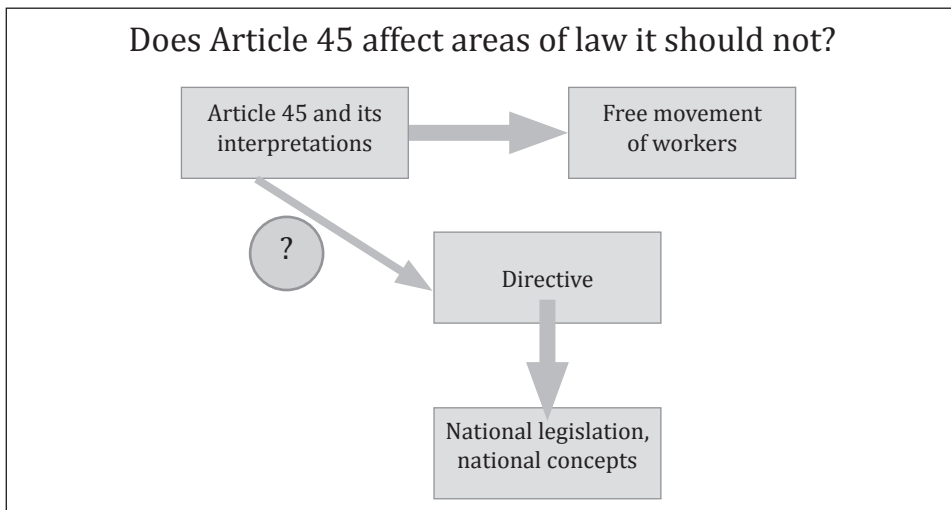 Does Article 45 affect areas of law it should not?
Article 45 and its
interpretations
Free movement
of workers
?
Directive
National legislation,
national concepts